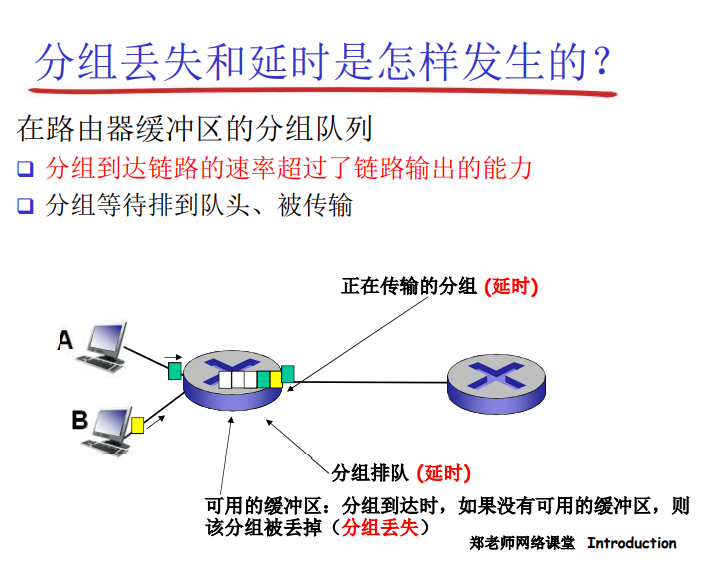 分组丢失和延时是怎样发生的？
在路由器缓冲区的分组队列
分组到达链路的速率超过了链路输出的能力
分组等待排到队头、被传输
正在传输的分组 (延时)
A
B
分组排队 (延时)
可用的缓冲区：分组到达时，如果没有可用的缓冲区，则
该分组被丢掉（分组丢失）
郑老师网络课堂 Introduction